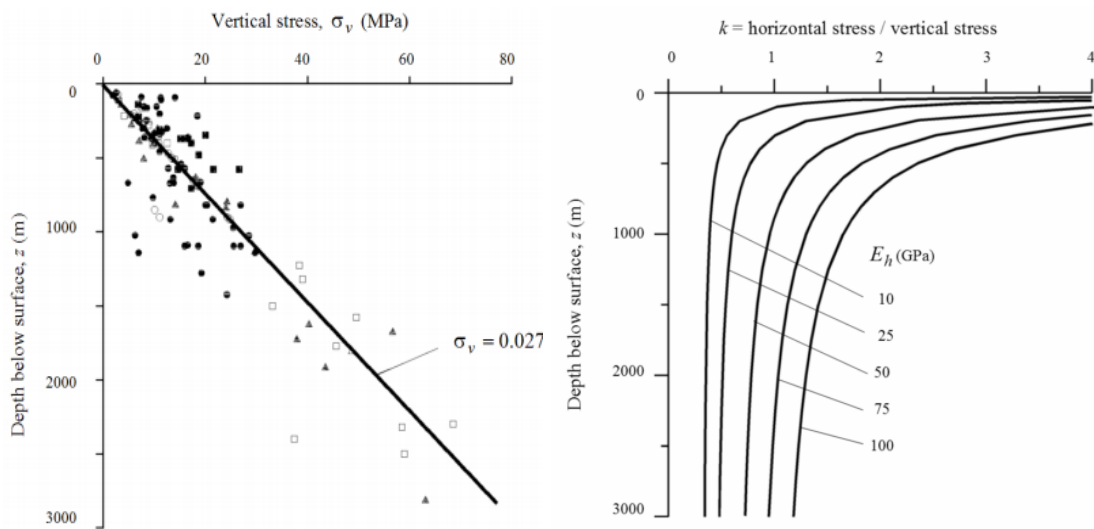 Vertical stress, σv (MPa)
0 20 40 60 80
0
1000
2000
3000
Depth below surface, z (m)
σv = 0.027
k = horizontal stress / vertical stress
0 1 2 3 4
0
1000
2000
3000
Depth below surface, z (m)
Eh (GPa)
10
25
50
75
100